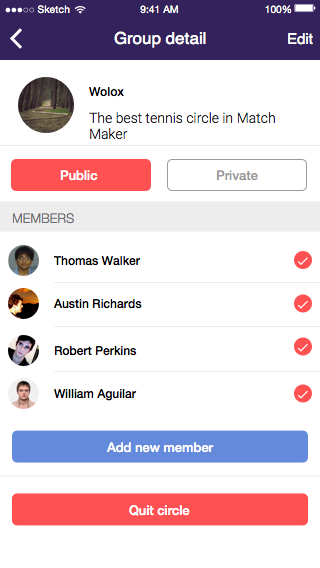 Sketch 9:41 AM 100%
Group detail Edit
Wolox
The best tennis circle in Match
Maker
Public Private
MEMBERS
Thomas Walker
Austin Richards
Robert Perkins
William Aguilar
Add new member
Quit circle